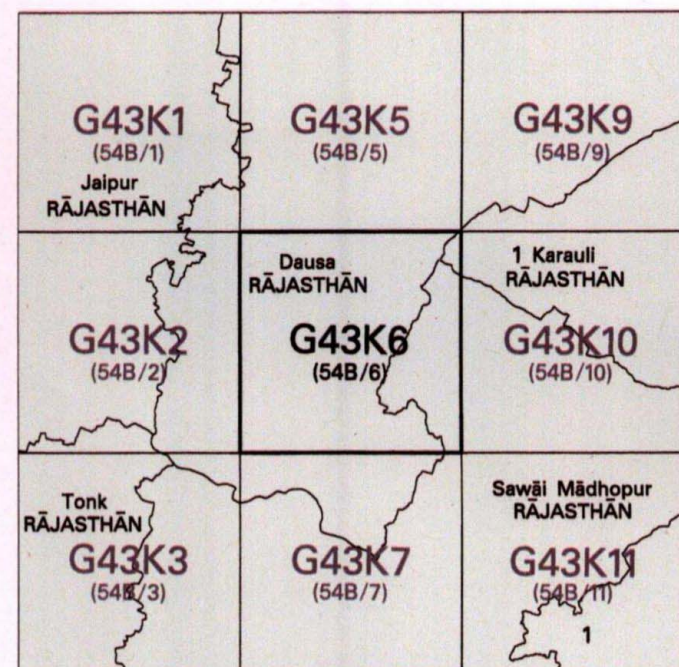 G43K1
(54B/1)
Jaipur
RĀJASTHĀN
G43K5
(54B/5)
G43K9
(54B/9)
G43K2
(54B/2)
Dausa
RĀJASTHĀN
G43K6
(54B/6)
1 Karauli
RĀJASTHĀN
G43K10
(54B/10)
Tonk
RĀJASTHĀN
G43K3
(54B/3)
G43K7
(54B/7)
Sawāi Mādhopur
RĀJASTHĀN
G43K11
(54B/11)
1